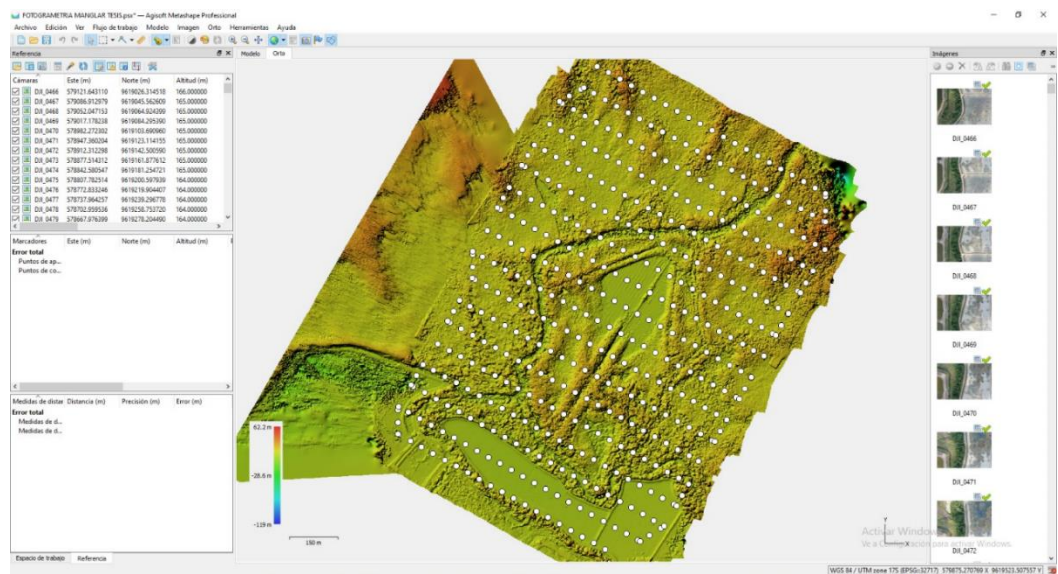 FOTOGRAMETRIA MANGLAR TESIS.psx* — Agisoft Metashape Professional
Archivo Edición Ver Flujo de trabajo Modelo Imagen Orto Herramientas Ayuda
Referencia
Modelo Orto
Imágenes
Cámaras Este (m) Norte (m) Altitud (m)
DJI_0466 579121.643110 9619026.314518 166.000000
DJI_0467 579086.912979 9619045.562609 165.000000
DJI_0468 579052.047153 9619064.924399 165.000000
DJI_0469 579017.178238 9619084.295390 165.000000
DJI_0470 578982.272302 9619103.690960 165.000000
DJI_0471 578947.360204 9619123.114155 165.000000
DJI_0472 578912.312298 9619142.500590 165.000000
DJI_0473 578877.514312 9619161.877612 165.000000
DJI_0474 578842.580547 9619181.254721 165.000000
DJI_0475 578807.782514 9619200.597939 164.000000
DJI_0476 578772.833246 9619219.904407 164.000000
DJI_0477 578737.964257 9619239.296778 164.000000
DJI_0478 578702.959536 9619258.753720 164.000000
DJI_0479 578667.976399 9619278.204490 164.000000
Marcadores Este (m) Norte (m) Altitud (m)
Error total
Puntos de ap...
Puntos de co...
Medidas de distar Distancia (m) Precisión (m) Error (m)
Error total
Medidas de d...
Medidas de d...
62.2 m
-28.6 m
-119 m
150 m
Y
X
DJI_0466
DJI_0467
DJI_0468
DJI_0469
DJI_0470
DJI_0471
DJI_0472
Activar Windows
Ve a Configuración para activar Windows.
Espacio de trabajo Referencia
WGS 84 / UTM zone 17S (EPSG::32717) 579875.270760 X 9619523.507557 Y